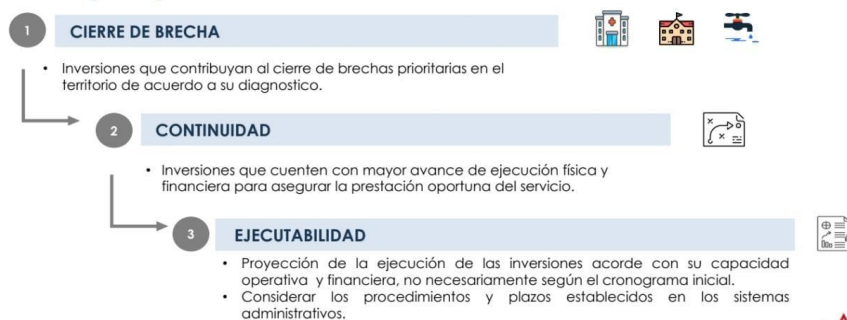 1 CIERRE DE BRECHA
• Inversiones que contribuyan al cierre de brechas prioritarias en el
territorio de acuerdo a su diagnostico.
2 CONTINUIDAD
• Inversiones que cuenten con mayor avance de ejecución física y
financiera para asegurar la prestación oportuna del servicio.
3 EJECUTABILIDAD
• Proyección de la ejecución de las inversiones acorde con su capacidad
operativa y financiera, no necesariamente según el cronograma inicial.
• Considerar los procedimientos y plazos establecidos en los sistemas
administrativos.